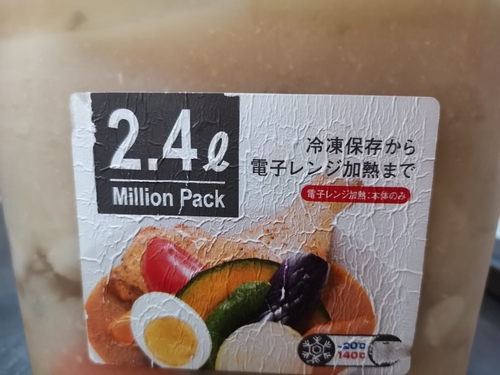 2.4ℓ
Million Pack
冷凍保存から
電子レンジ加熱まで
電子レンジ加熱:本体のみ
-20℃
140℃